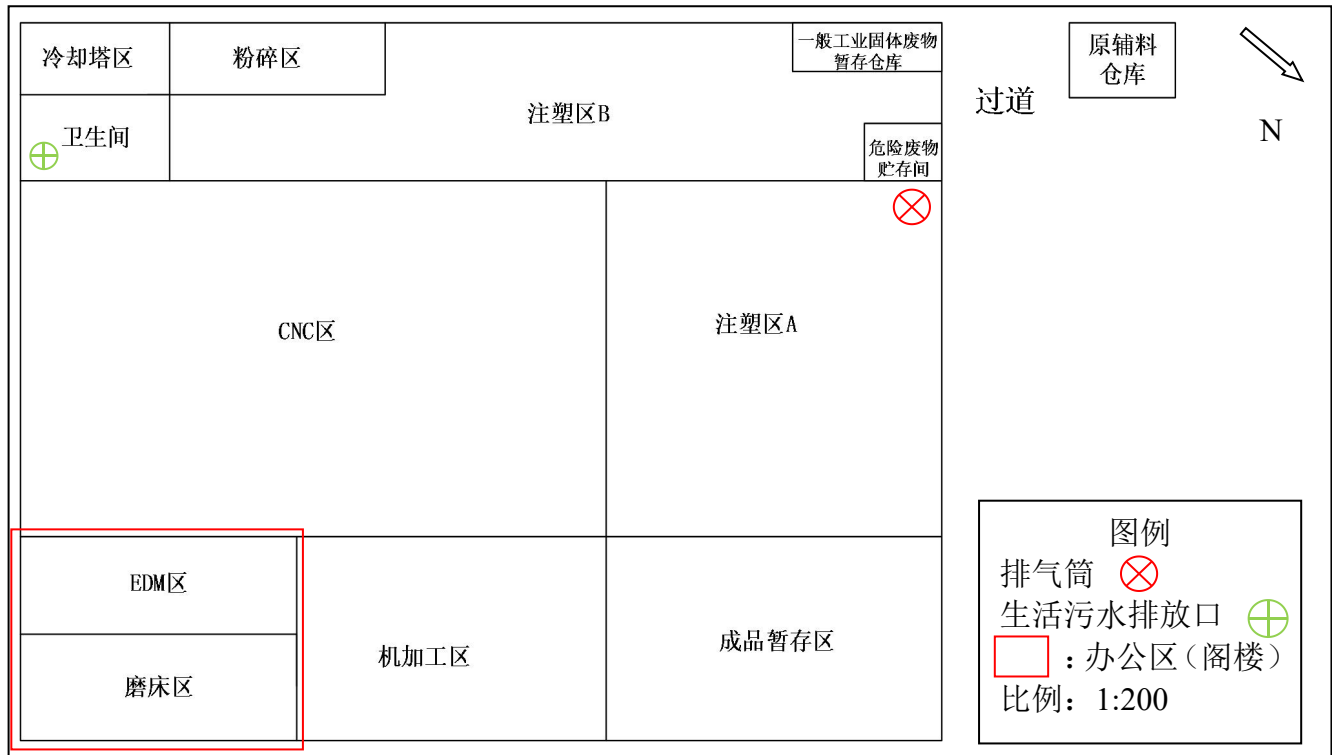 冷却塔区
粉碎区
一般工业固体废物
暂存仓库
原辅料
仓库
过道
N
卫生间
注塑区B
危险废物
贮存间
CNC区
注塑区A
EDM区
磨床区
机加工区
成品暂存区
图例
排气筒
生活污水排放口
：办公区（阁楼）
比例：1:200